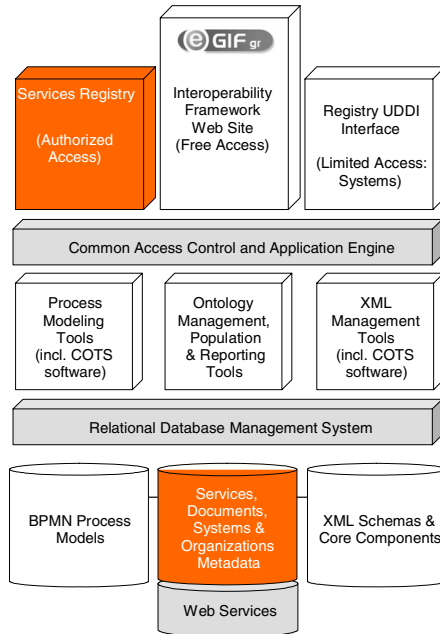 eGIF gr
Services Registry
(Authorized
Access)
Interoperability
Framework
Web Site
(Free Access)
Registry UDDI
Interface
(Limited Access:
Systems)
Common Access Control and Application Engine
Process
Modeling
Tools
(incl. COTS
software)
Ontology
Management,
Population
& Reporting
Tools
XML
Management
Tools
(incl. COTS
software)
Relational Database Management System
BPMN Process
Models
Services,
Documents,
Systems &
Organizations
Metadata
XML Schemas &
Core Components
Web Services